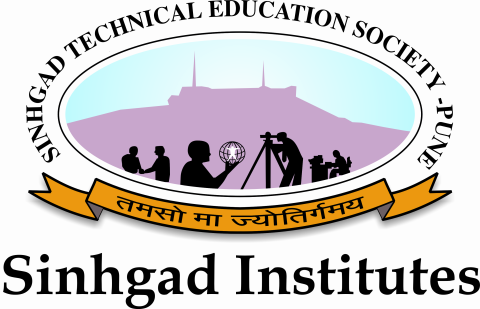 SINHGAD TECHNICAL EDUCATION SOCIETY - PUNE
तमसो मा ज्योतिर्गमय
Sinhgad Institutes